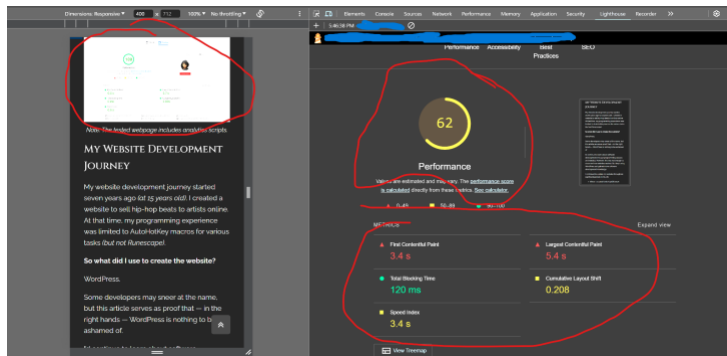 Dimensions: Responsive 400 x 712 100% No throttling
Elements Console Sources Network Performance Memory Application Security Lighthouse Recorder
Performance Accessibility Best Practices SEO
Note: The tested webpage includes analytics scripts.
MY WEBSITE DEVELOPMENT
JOURNEY
My website development journey started
seven years ago (at 15 years old). I created a
website to sell hip-hop beats to artists online.
At that time, my programming experience
was limited to AutoHotKey macros for various
tasks (but not Runescape).
So what did I use to create the website?
WordPress.
Some developers may sneer at the name,
but this article serves as proof that — in the
right hands — WordPress is nothing to be
ashamed of.
62
Performance
Values are estimated and may vary. The performance score
is calculated directly from these metrics. See calculator.
0–49 50–89 90–100
METRICS
Expand view
First Contentful Paint
3.4 s
Largest Contentful Paint
5.4 s
Total Blocking Time
120 ms
Cumulative Layout Shift
0.208
Speed Index
3.4 s
View Treemap